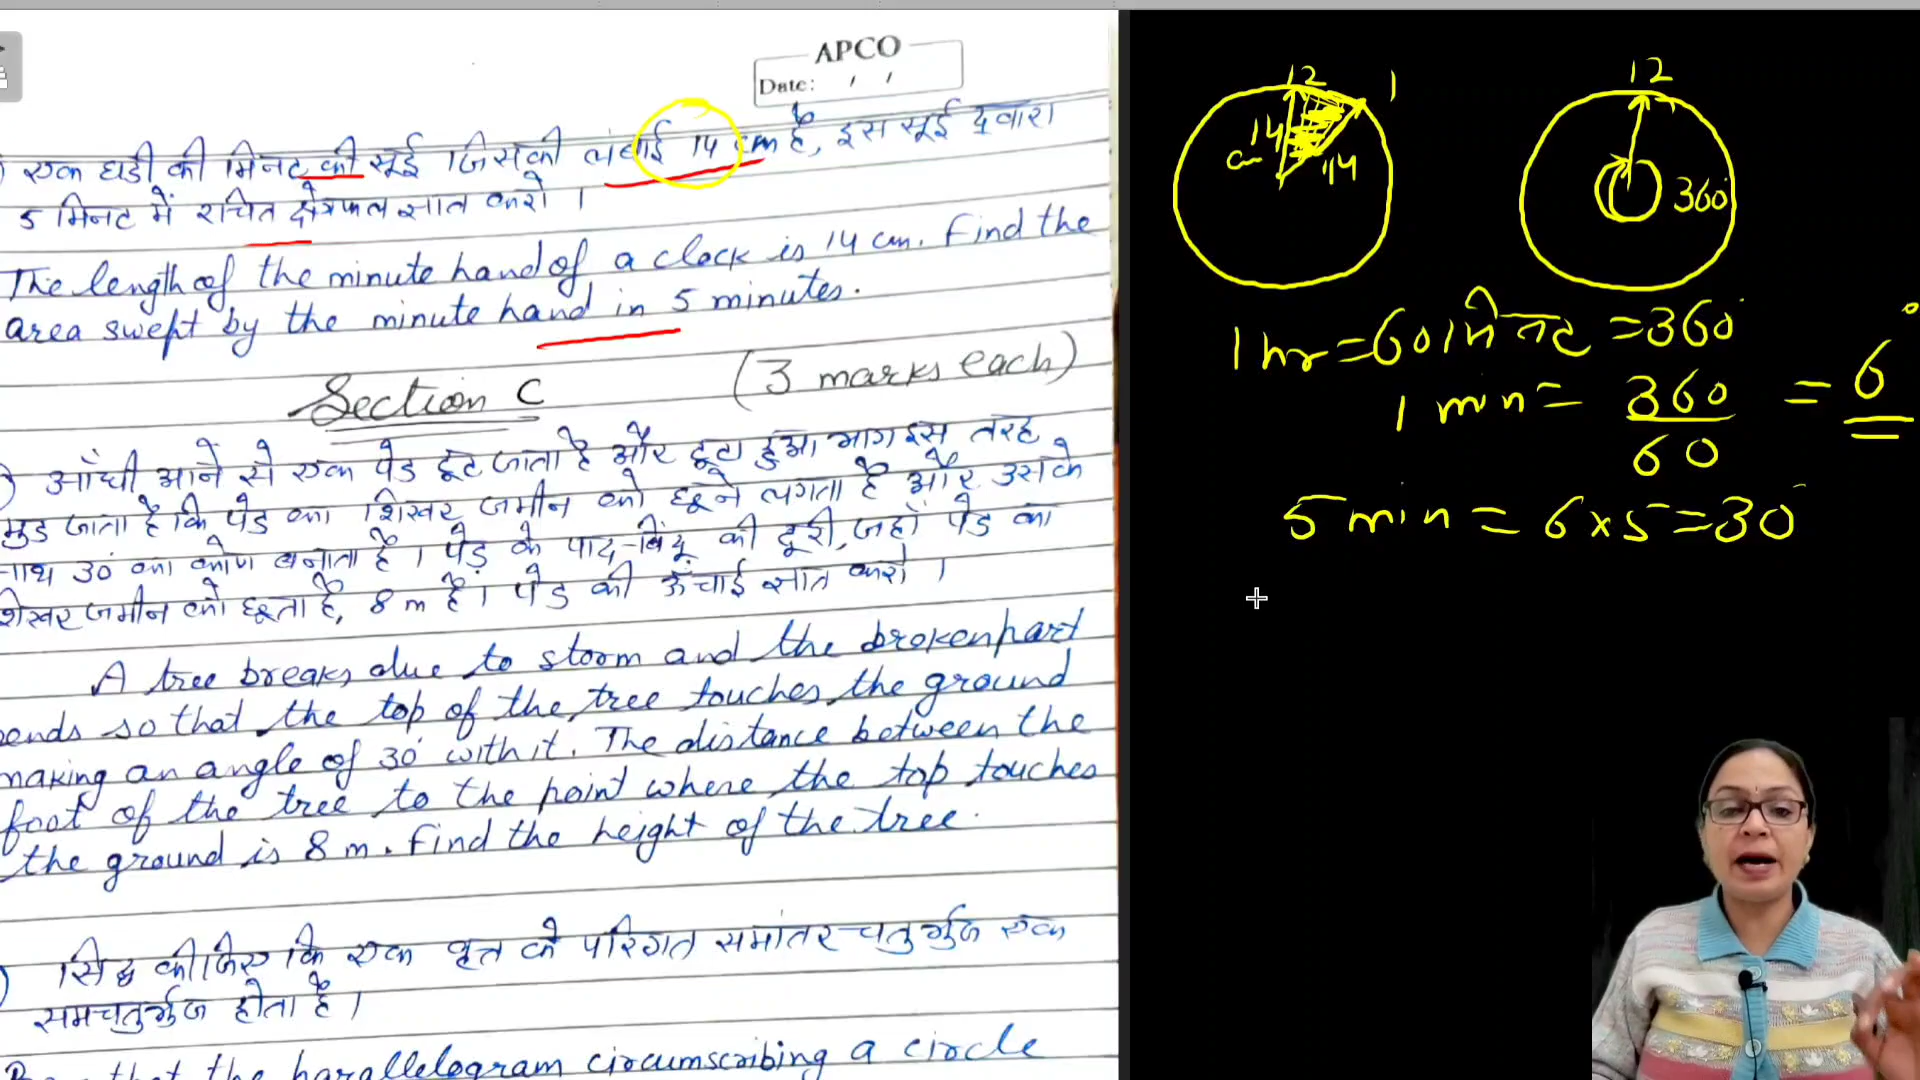 APCO
Date: / /
एक घडी की मिनट की सूई जिसकी लंबाई 14 cm है, इस सूई द्वारा
5 मिनट में रचित क्षेत्रफल ज्ञात करो ।
The length of the minute hand of a clock is 14 cm. Find the
area swept by the minute hand in 5 minutes.
Section C (3 marks each)
आँधी आने से एक पेड टूट जाता है और टूटा हुआ भाग इस तरह
मुड जाता है कि पेड का शिखर जमीन को छूने लगता है और उसके
साथ 30° का कोण बनाता है । पेड़ के पाद-बिंदू की दूरी, जहाँ पेड का
शिखर जमीन को छूता है, 8 m है। पेड की ऊँचाई ज्ञात करो ।
A tree breaks due to storm and the broken part
bends so that the top of the tree touches the ground
making an angle of 30° with it. The distance between the
foot of the tree to the point where the top touches
the ground is 8 m. Find the height of the tree.
सिद्ध कीजिए कि एक वृत्त के परिगत समांतर चतुर्भुज एक
समचतुर्भुज होता है ।
that the parallelogram circumscribing a circle
12 1
14
14
12
360°
1 hr = 60 मिनट = 360°
1 min = 360/60 = 6°
5 min = 6 x 5 = 30°